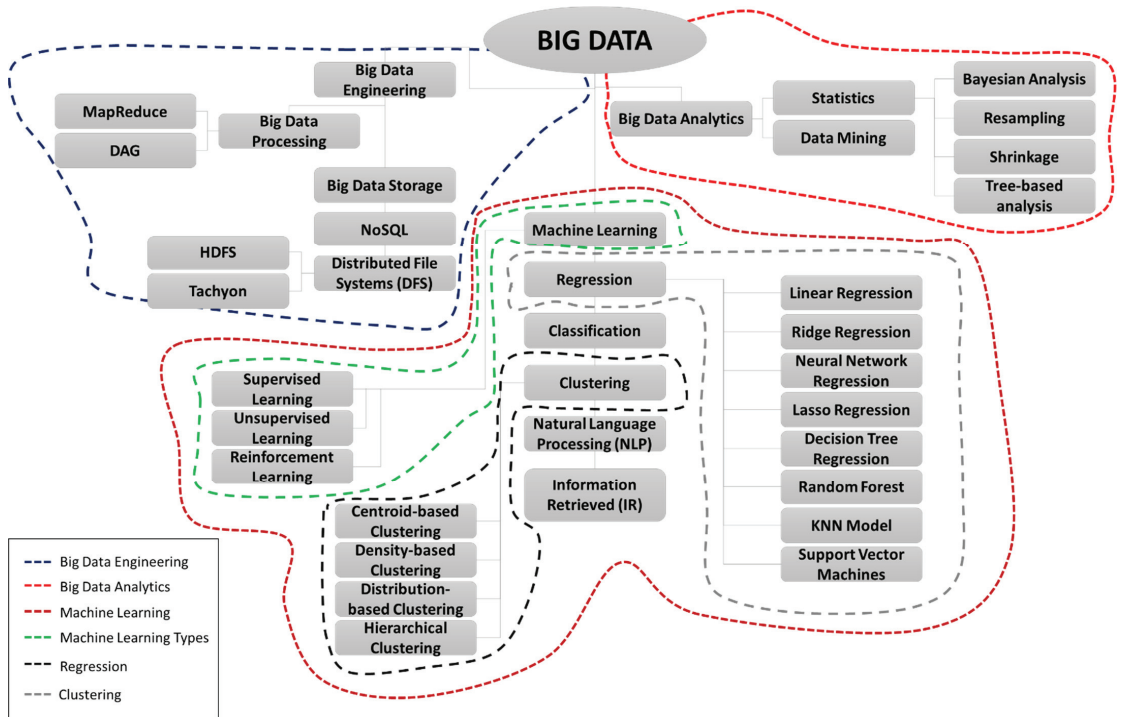 BIG DATA
Big Data
Engineering
MapReduce
DAG
Big Data
Processing
Big Data Storage
NoSQL
HDFS
Tachyon
Distributed File
Systems (DFS)
Big Data Analytics
Statistics
Data Mining
Bayesian Analysis
Resampling
Shrinkage
Tree-based
analysis
Machine Learning
Regression
Classification
Clustering
Natural Language
Processing (NLP)
Information
Retrieved (IR)
Supervised
Learning
Unsupervised
Learning
Reinforcement
Learning
Centroid-based
Clustering
Density-based
Clustering
Distribution-
based Clustering
Hierarchical
Clustering
Linear Regression
Ridge Regression
Neural Network
Regression
Lasso Regression
Decision Tree
Regression
Random Forest
KNN Model
Support Vector
Machines
Big Data Engineering
Big Data Analytics
Machine Learning
Machine Learning Types
Regression
Clustering